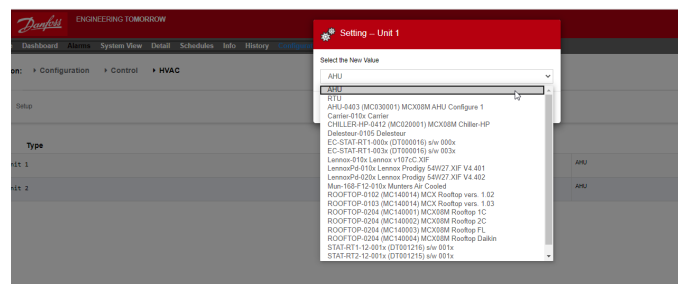 Danfoss ENGINEERING TOMORROW
Setting – Unit 1
Dashboard Alarms System View Detail Schedules Info History
Select the New Value
on: Configuration Control HVAC
AHU
AHU
RTU
Setup
AHU-0403 (MC030001) MCX08M AHU Configure 1
Carrier-010x Carrier
CHILLER-HP-0412 (MC020001) MCX08M Chiller-HP
Delesteur-0105 Delesteur
Type
EC-STAT-RT1-000x (DT000016) s/w 000x
EC-STAT-RT1-003x (DT000016) s/w 003x
nit 1
Lennox-010x Lennox v107cC.XIF
AHU
LennoxPd-010x Lennox Prodigy 54W27.XIF V4.401
LennoxPd-020x Lennox Prodigy 54W27.XIF V4.402
nit 2
Mun-168-F12-010x Munters Air Cooled
AHU
ROOFTOP-0102 (MC140014) MCX Rooftop vers. 1.02
ROOFTOP-0103 (MC140014) MCX Rooftop vers. 1.03
ROOFTOP-0204 (MC140001) MCX08M Rooftop 1C
ROOFTOP-0204 (MC140002) MCX08M Rooftop 2C
ROOFTOP-0204 (MC140003) MCX08M Rooftop FL
ROOFTOP-0204 (MC140004) MCX08M Rooftop Daikin
STAT-RT1-12-001x (DT001216) s/w 001x
STAT-RT2-12-001x (DT001215) s/w 001x